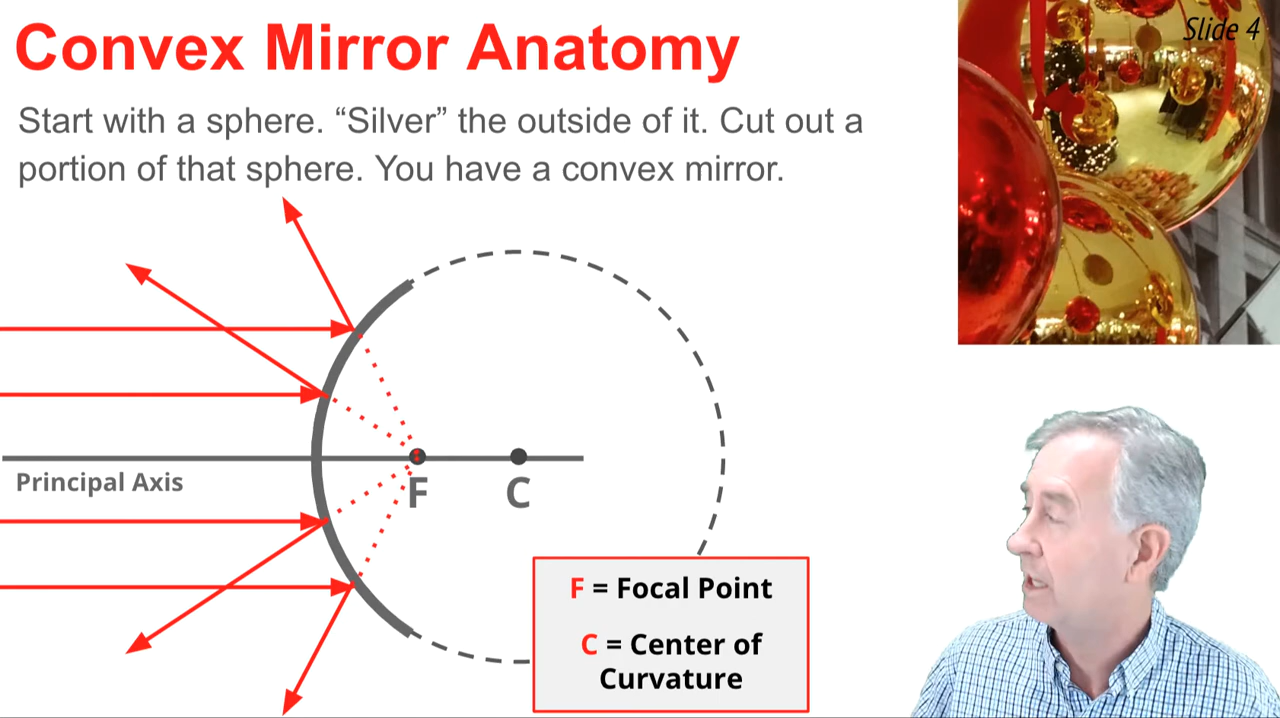 Convex Mirror Anatomy
Slide 4
Start with a sphere. “Silver” the outside of it. Cut out a
portion of that sphere. You have a convex mirror.
Principal Axis
F
C
F = Focal Point
C = Center of
Curvature